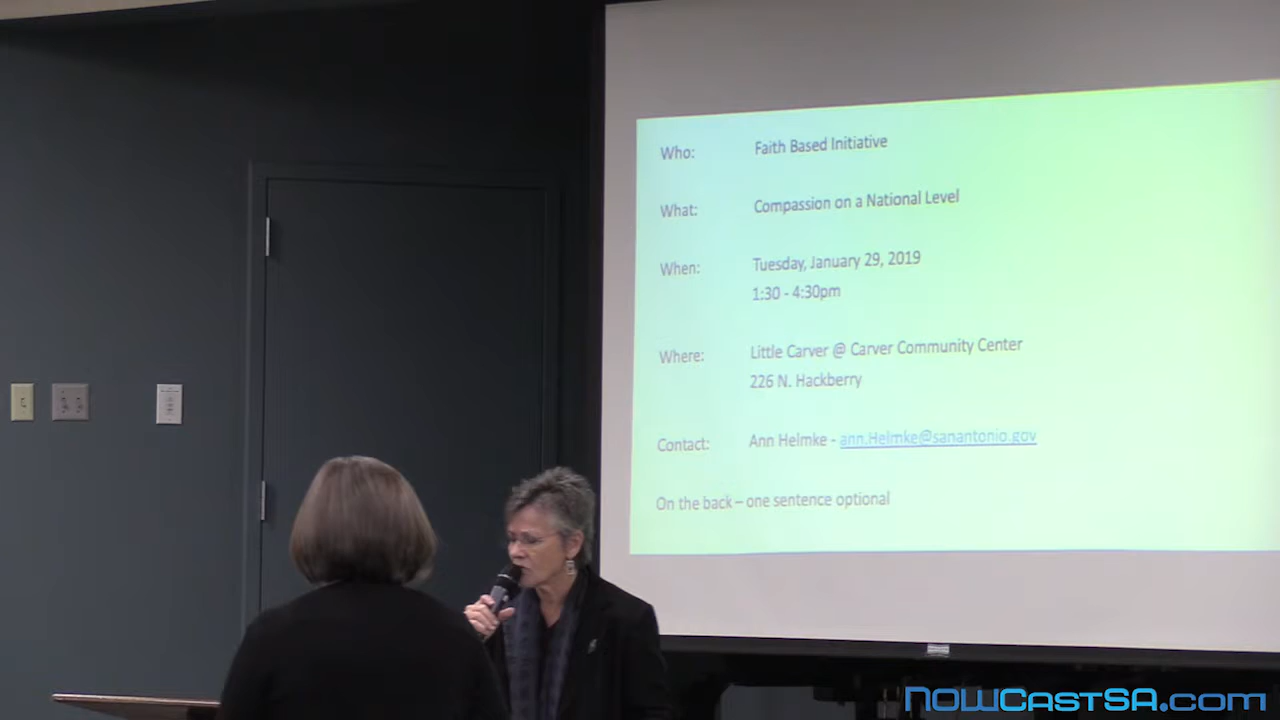 Who: Faith Based Initiative
What: Compassion on a National Level
When: Tuesday, January 29, 2019
1:30 - 4:30pm
Where: Little Carver @ Carver Community Center
226 N. Hackberry
Contact: Ann Helmke - ann.Helmke@sanantonio.gov
On the back – one sentence optional
NOWCASTSA.COM